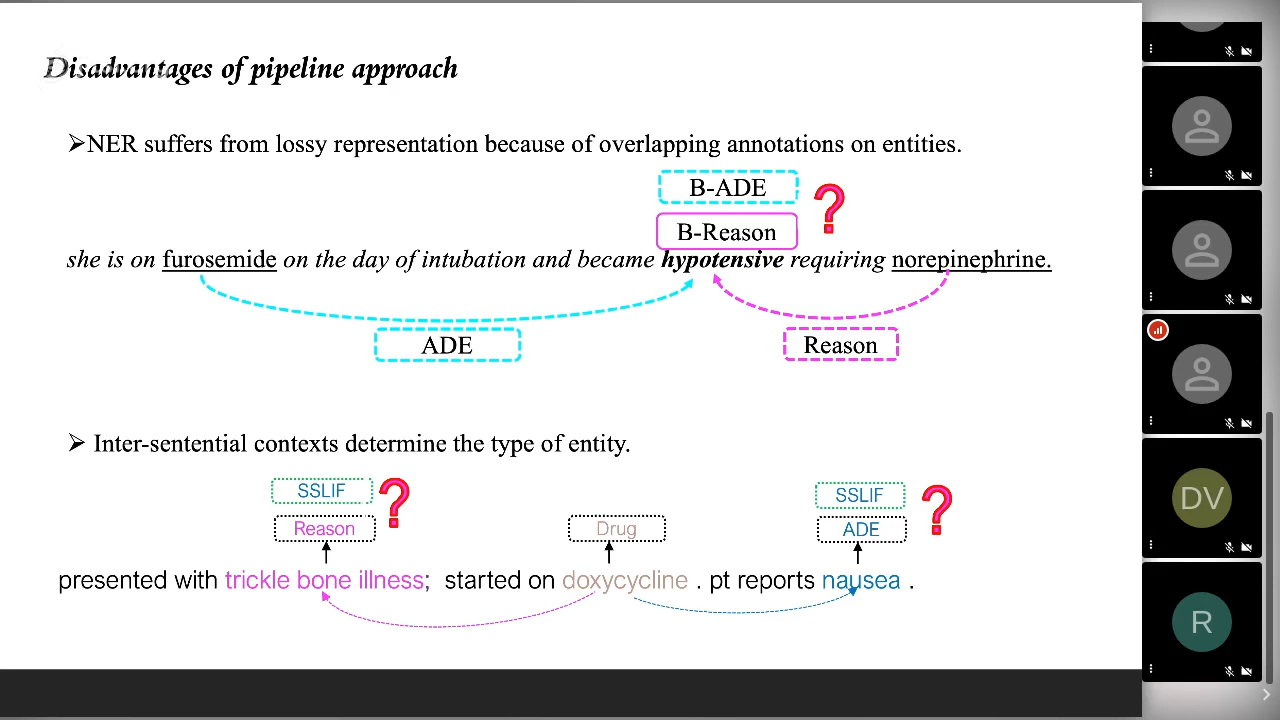 Disadvantages of pipeline approach
➢NER suffers from lossy representation because of overlapping annotations on entities.
B-ADE
?
B-Reason
she is on furosemide on the day of intubation and became hypotensive requiring norepinephrine.
ADE
Reason
➢ Inter-sentential contexts determine the type of entity.
SSLIF
?
SSLIF
?
Reason
Drug
ADE
presented with trickle bone illness; started on doxycycline . pt reports nausea .
DV
R